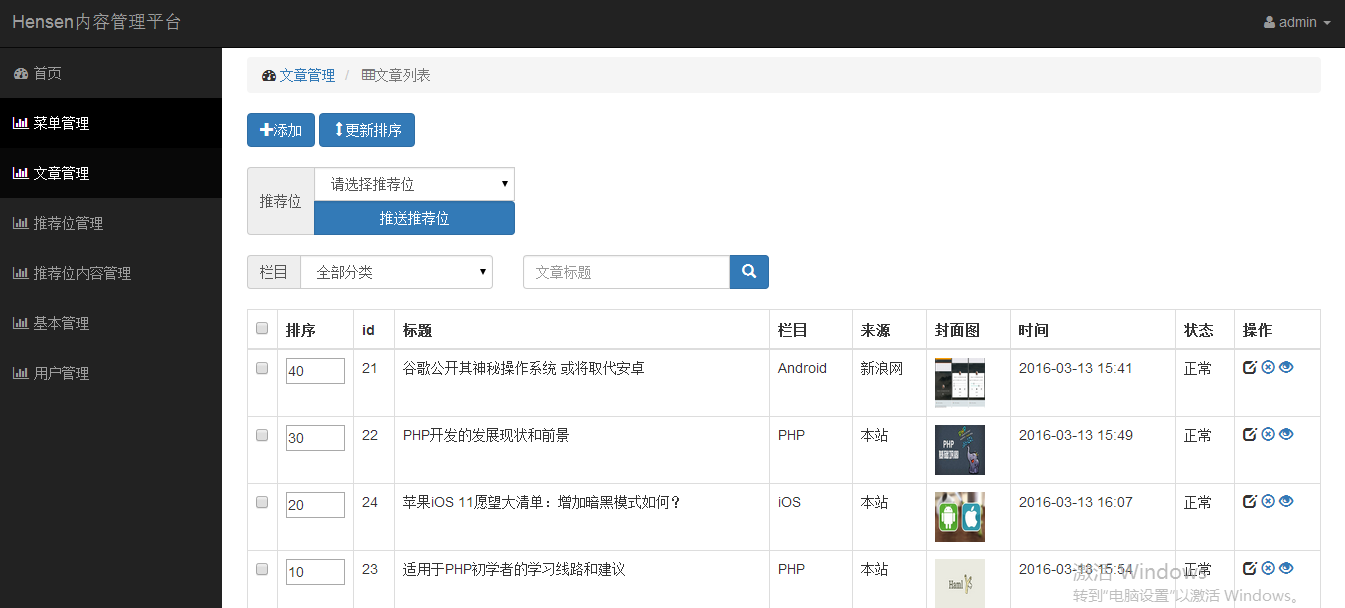 Hensen内容管理平台
admin
首页
菜单管理
文章管理
推荐位管理
推荐位内容管理
基本管理
用户管理
文章管理 / 文章列表
添加 更新排序
推荐位 请选择推荐位
推送推荐位
栏目 全部分类 文章标题
排序 id 标题 栏目 来源 封面图 时间 状态 操作
40 21 谷歌公开其神秘操作系统 或将取代安卓 Android 新浪网 2016-03-13 15:41 正常
30 22 PHP开发的发展现状和前景 PHP 本站 PHP 2016-03-13 15:49 正常
20 24 苹果iOS 11愿望大清单：增加暗黑模式如何？ iOS 本站 2016-03-13 16:07 正常
10 23 适用于PHP初学者的学习线路和建议 PHP 本站 Haml 2016-03-13 15:54 正常
激活 Windows
转到“电脑设置”以激活 Windows。